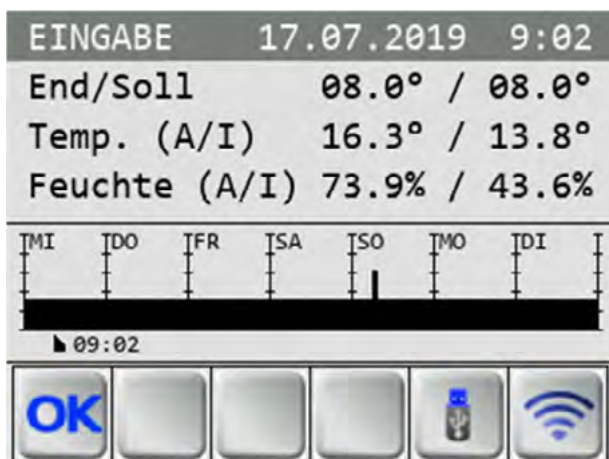 EINGABE 17.07.2019 9:02
End/Soll 08.0° / 08.0°
Temp. (A/I) 16.3° / 13.8°
Feuchte (A/I) 73.9% / 43.6%
MI DO FR SA SO MO DI
09:02
OK